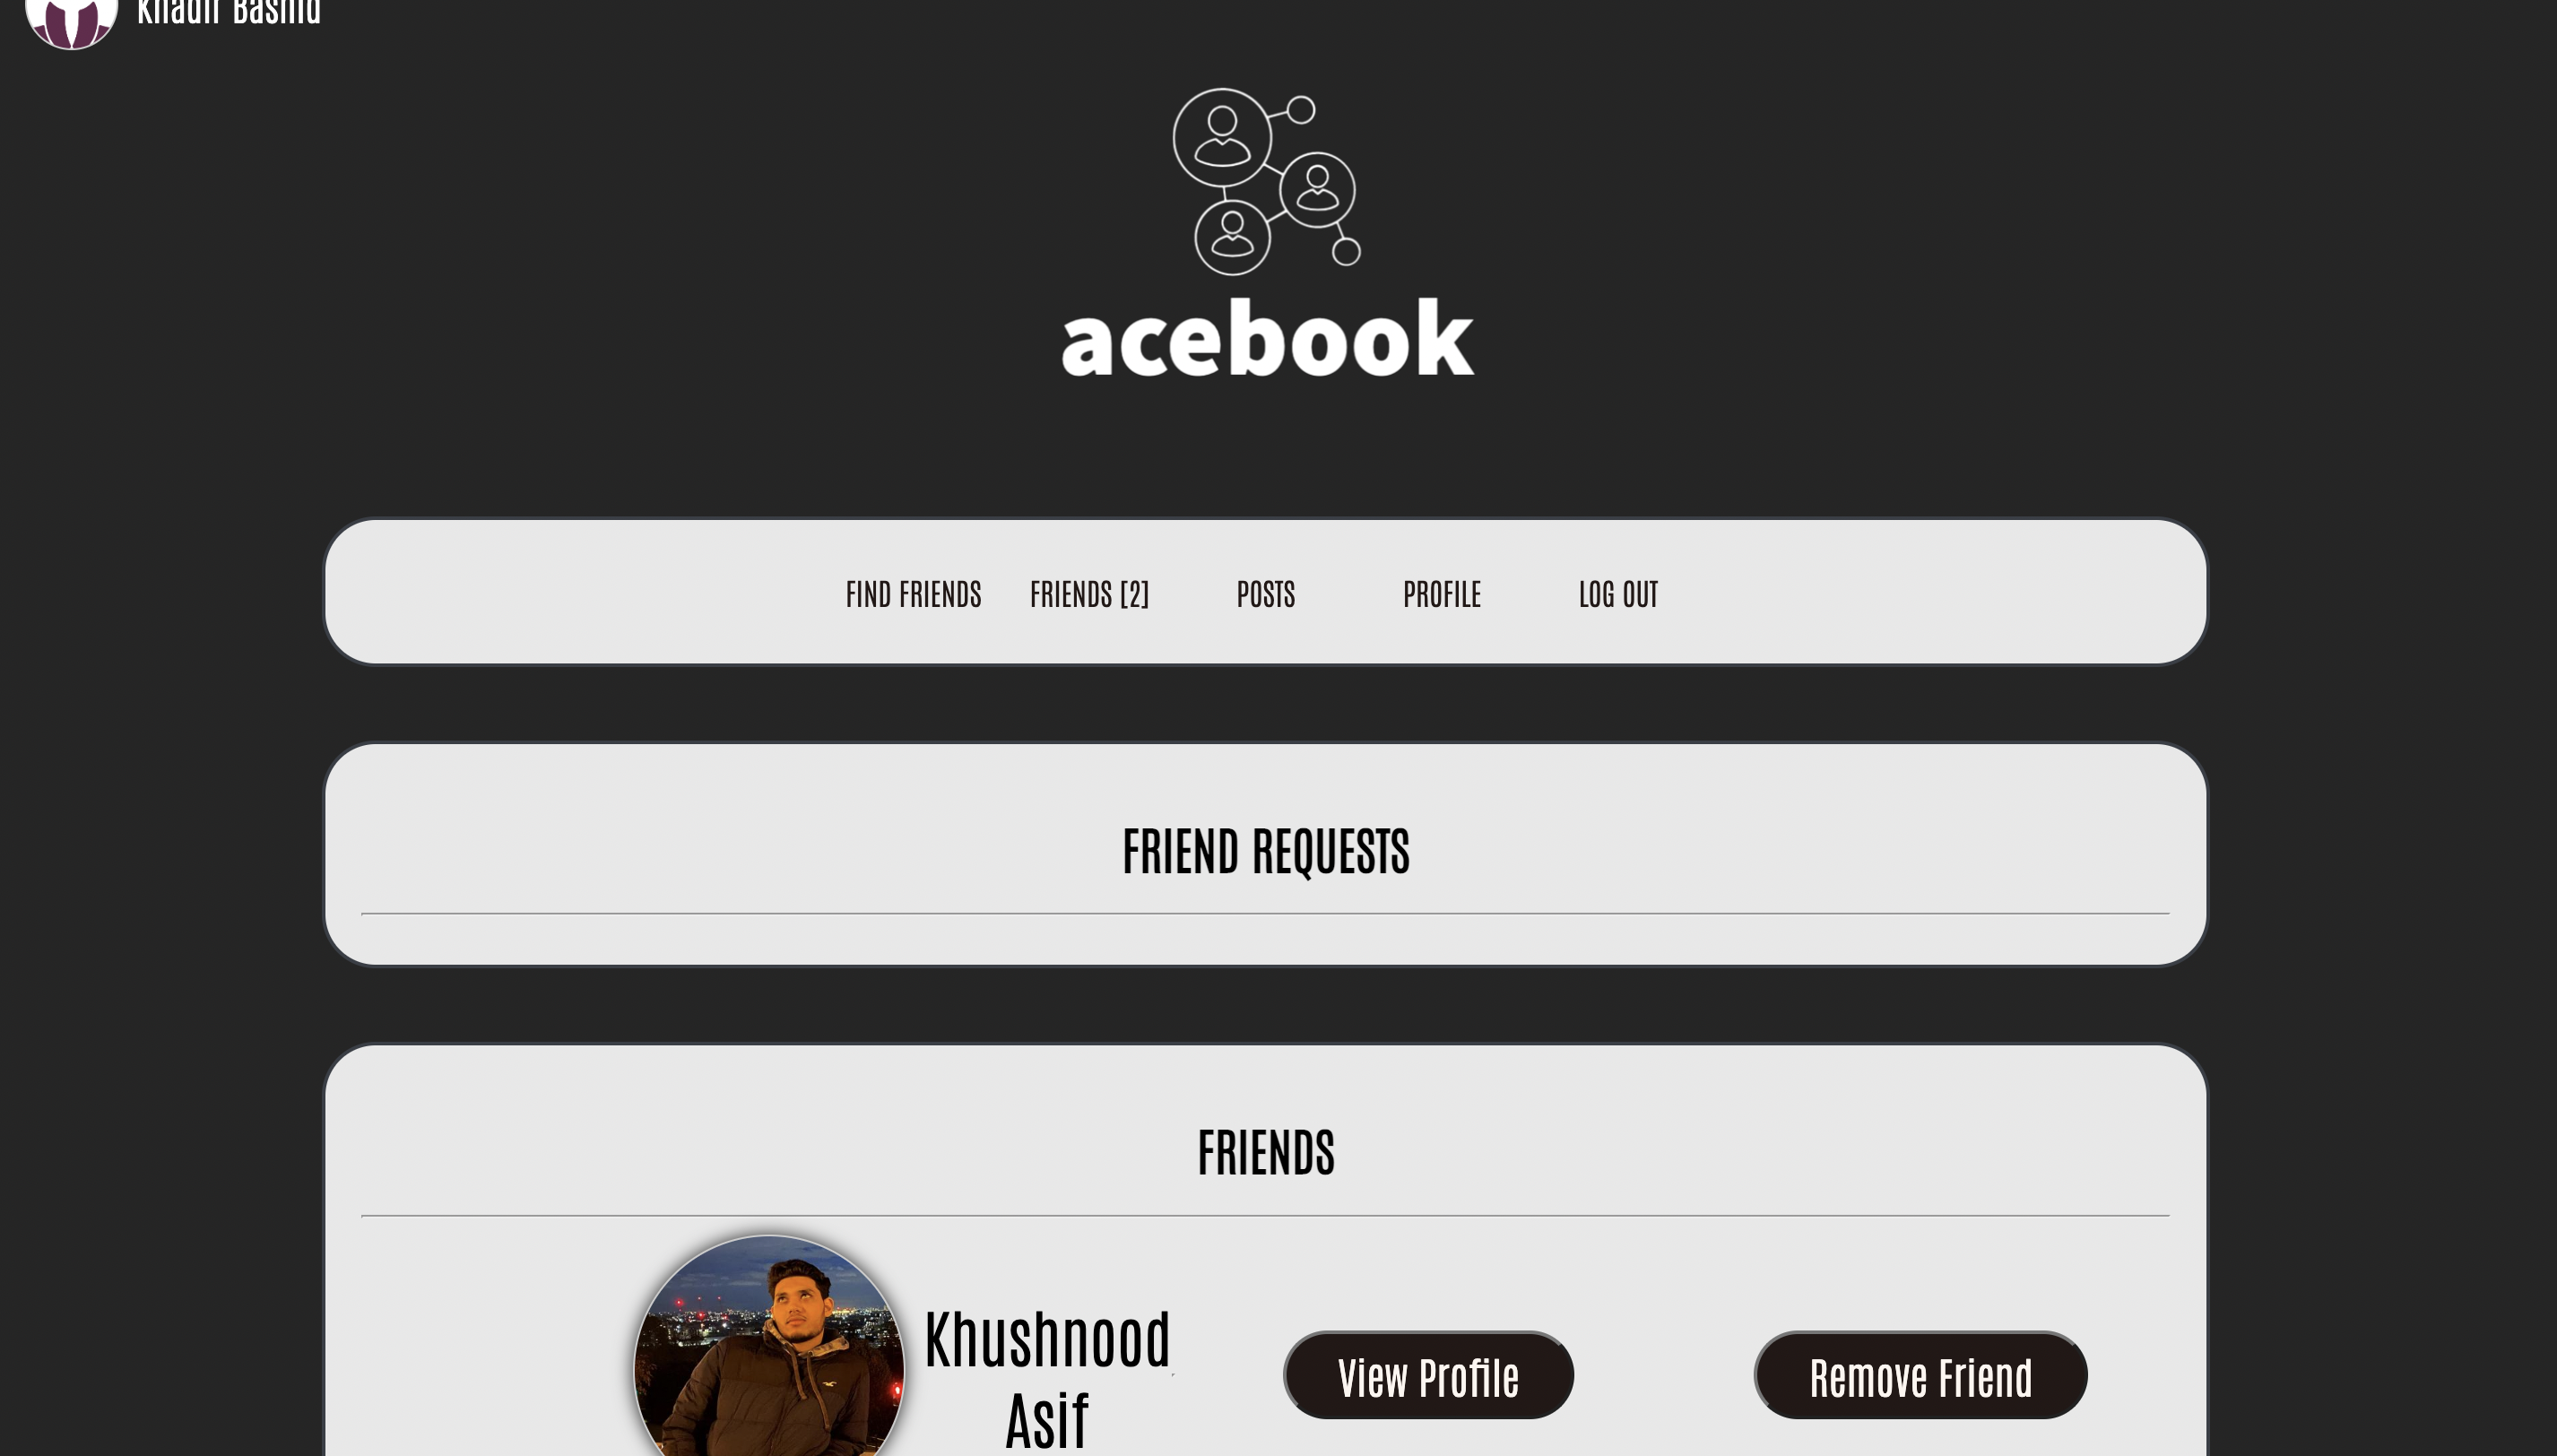 Khadir Bashid
acebook
FIND FRIENDS FRIENDS [2] POSTS PROFILE LOG OUT
FRIEND REQUESTS
FRIENDS
Khushnood
Asif
View Profile Remove Friend